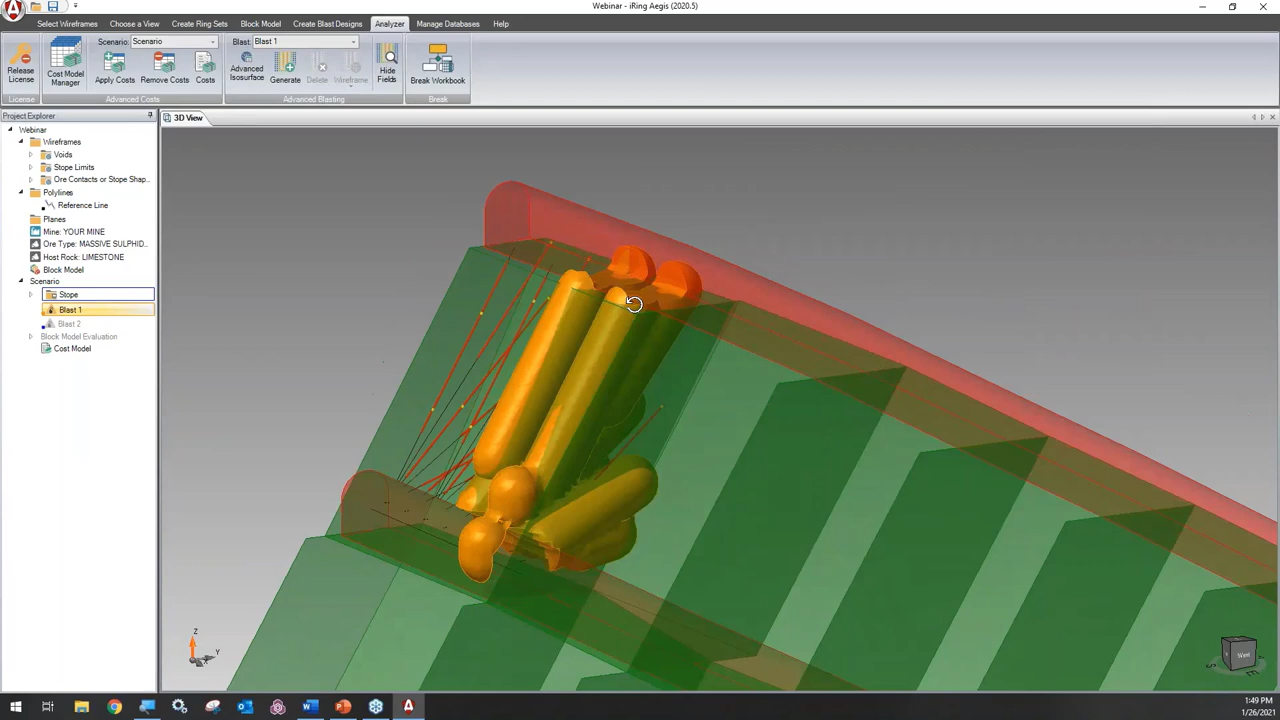 Webinar - iRing Aegis (2020.5)
Select Wireframes
Choose a View
Create Ring Sets
Block Model
Create Blast Designs
Analyzer
Manage Databases
Help
Release License
Cost Model Manager
Scenario: Scenario
Apply Costs
Remove Costs
Costs
Blast: Blast 1
Advanced Isosurface
Generate
Delete
Wireframe
Hide Fields
Break Workbook
License
Advanced Costs
Advanced Blasting
Break
Project Explorer
3D View
Webinar
Wireframes
Voids
Stope Limits
Ore Contacts or Stope Shap...
Polylines
Reference Line
Planes
Mine: YOUR MINE
Ore Type: MASSIVE SULPHID...
Host Rock: LIMESTONE
Block Model
Scenario
Stope
Blast 1
Blast 2
Block Model Evaluation
Cost Model
Z
Y
X
West
S
1:49 PM
1/26/2021